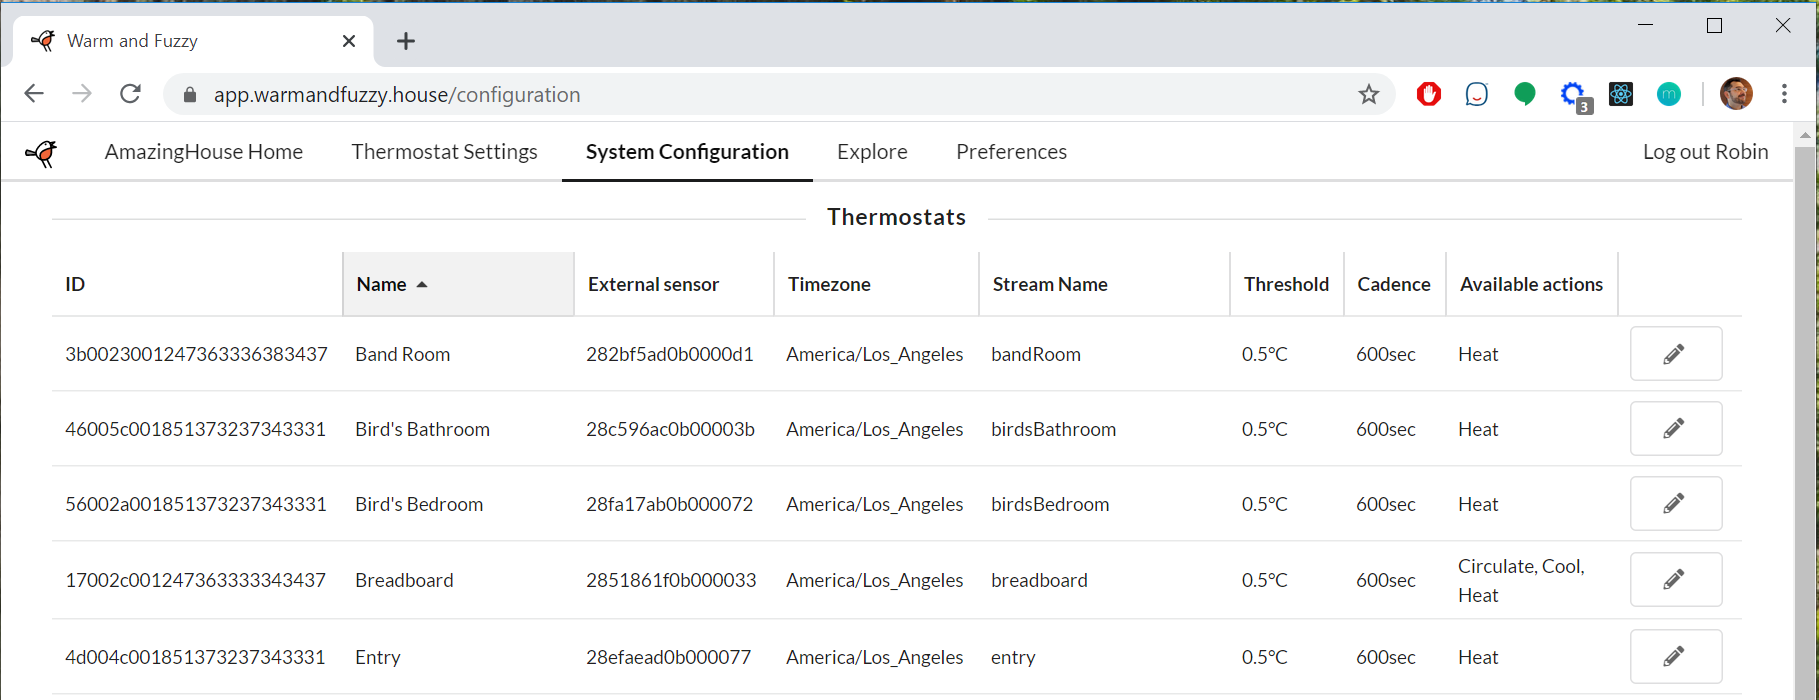 Warm and Fuzzy
app.warmandfuzzy.house/configuration
3
m
AmazingHouse Home Thermostat Settings System Configuration Explore Preferences Log out Robin
Thermostats
ID Name External sensor Timezone Stream Name Threshold Cadence Available actions
3b0023001247363336383437 Band Room 282bf5ad0b0000d1 America/Los_Angeles bandRoom 0.5°C 600sec Heat
46005c001851373237343331 Bird's Bathroom 28c596ac0b00003b America/Los_Angeles birdsBathroom 0.5°C 600sec Heat
56002a001851373237343331 Bird's Bedroom 28fa17ab0b000072 America/Los_Angeles birdsBedroom 0.5°C 600sec Heat
17002c001247363333343437 Breadboard 2851861f0b000033 America/Los_Angeles breadboard 0.5°C 600sec Circulate, Cool,
Heat
4d004c001851373237343331 Entry 28efaead0b000077 America/Los_Angeles entry 0.5°C 600sec Heat